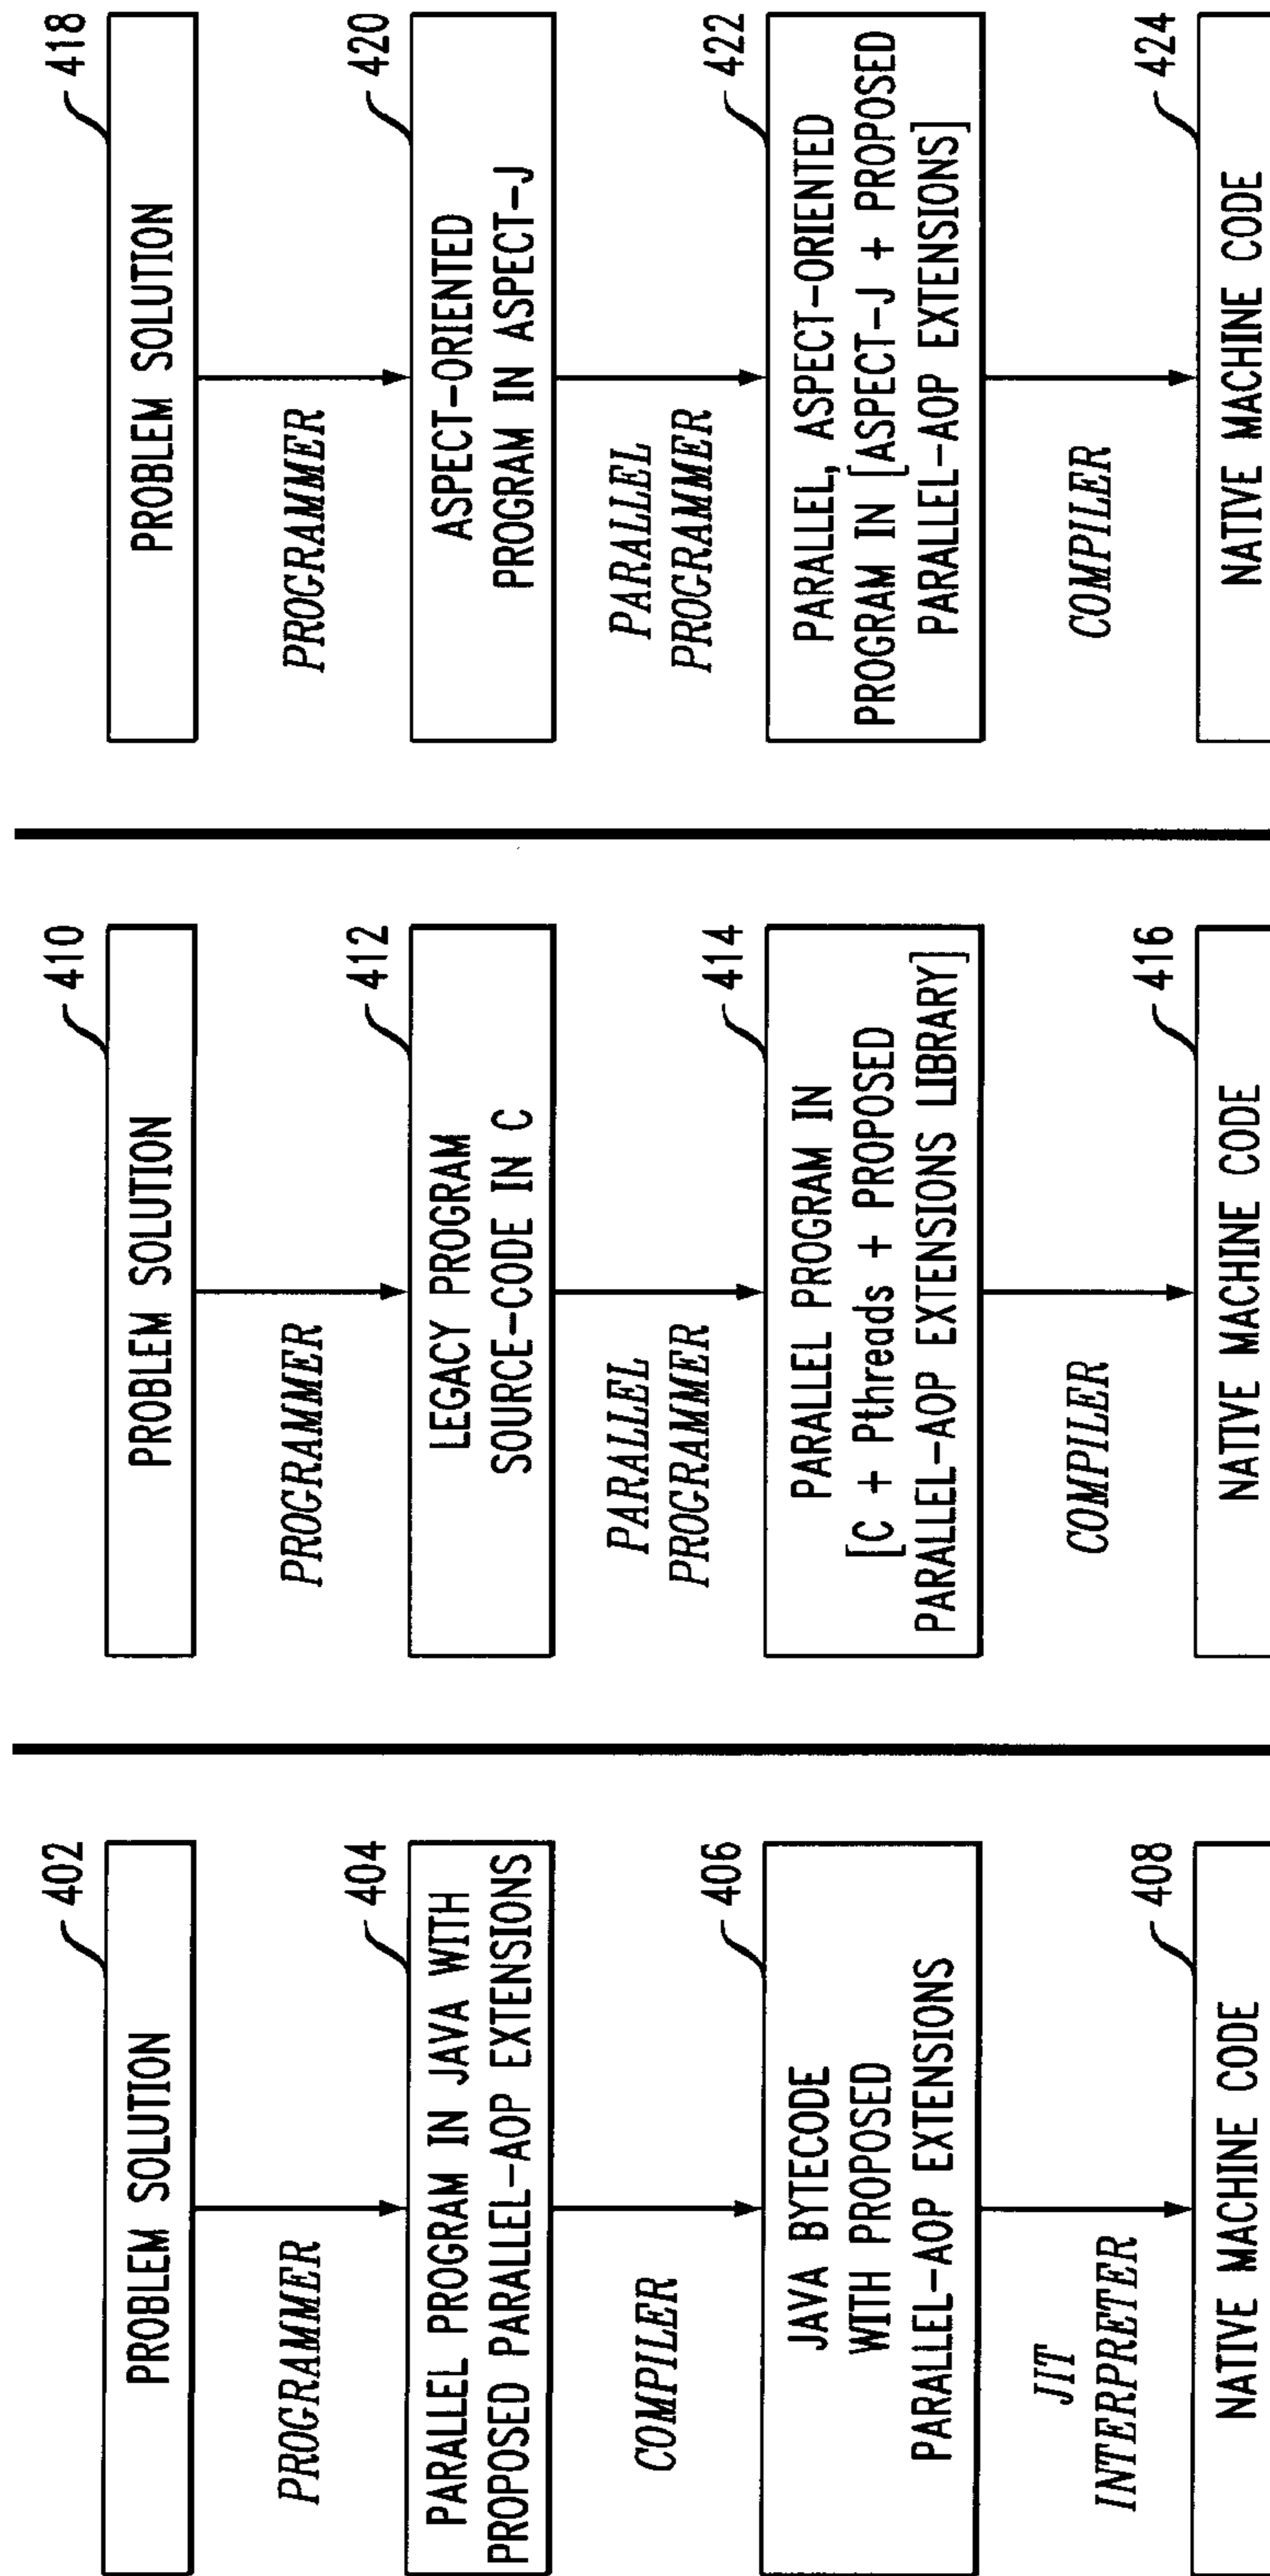 402
PROBLEM SOLUTION
PROGRAMMER
404
PARALLEL PROGRAM IN JAVA WITH
PROPOSED PARALLEL-AOP EXTENSIONS
COMPILER
406
JAVA BYTECODE
WITH PROPOSED
PARALLEL-AOP EXTENSIONS
JIT
INTERPRETER
408
NATIVE MACHINE CODE
410
PROBLEM SOLUTION
PROGRAMMER
412
LEGACY PROGRAM
SOURCE-CODE IN C
PARALLEL
PROGRAMMER
414
PARALLEL PROGRAM IN
[C + Pthreads + PROPOSED
PARALLEL-AOP EXTENSIONS LIBRARY]
COMPILER
416
NATIVE MACHINE CODE
418
PROBLEM SOLUTION
PROGRAMMER
420
ASPECT-ORIENTED
PROGRAM IN ASPECT-J
PARALLEL
PROGRAMMER
422
PARALLEL, ASPECT-ORIENTED
PROGRAM IN [ASPECT-J + PROPOSED
PARALLEL-AOP EXTENSIONS]
COMPILER
424
NATIVE MACHINE CODE